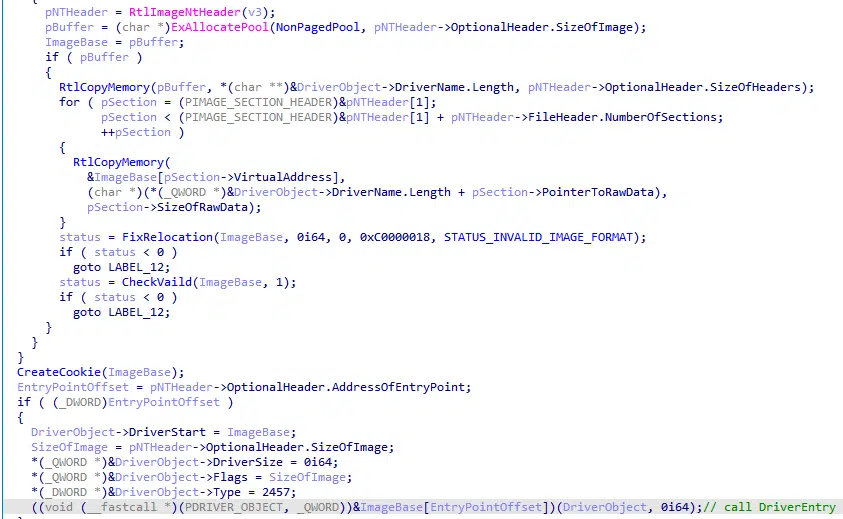 {
pNTHeader = RtlImageNtHeader(v3);
pBuffer = (char *)ExAllocatePool(NonPagedPool, pNTHeader->OptionalHeader.SizeOfImage);
ImageBase = pBuffer;
if ( pBuffer )
{
RtlCopyMemory(pBuffer, *(char **)&DriverObject->DriverName.Length, pNTHeader->OptionalHeader.SizeOfHeaders);
for ( pSection = (PIMAGE_SECTION_HEADER)&pNTHeader[1];
pSection < (PIMAGE_SECTION_HEADER)&pNTHeader[1] + pNTHeader->FileHeader.NumberOfSections;
++pSection )
{
RtlCopyMemory(
&ImageBase[pSection->VirtualAddress],
(char *)(*(_QWORD *)&DriverObject->DriverName.Length + pSection->PointerToRawData),
pSection->SizeOfRawData);
}
status = FixRelocation(ImageBase, 0i64, 0, 0xC0000018, STATUS_INVALID_IMAGE_FORMAT);
if ( status < 0 )
goto LABEL_12;
status = CheckVaild(ImageBase, 1);
if ( status < 0 )
goto LABEL_12;
}
}
}
CreateCookie(ImageBase);
EntryPointOffset = pNTHeader->OptionalHeader.AddressOfEntryPoint;
if ( (_DWORD)EntryPointOffset )
{
DriverObject->DriverStart = ImageBase;
SizeOfImage = pNTHeader->OptionalHeader.SizeOfImage;
*(_QWORD *)&DriverObject->DriverSize = 0i64;
*(_QWORD *)&DriverObject->Flags = SizeOfImage;
*(_DWORD *)&DriverObject->Type = 2457;
((void (__fastcall *)(PDRIVER_OBJECT, _QWORD))&ImageBase[EntryPointOffset])(DriverObject, 0i64);// call DriverEntry